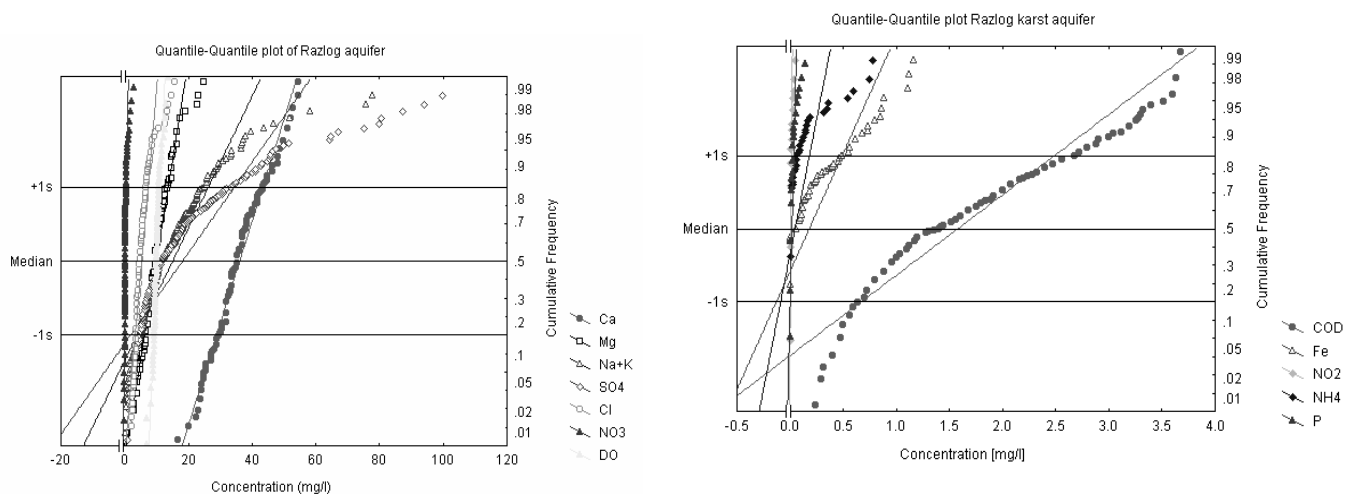 Quantile-Quantile plot of Razlog aquifer
+1s
Median
-1s
.99
.98
.95
.9
.8
.7
.5
.3
.2
.1
.05
.02
.01
Cumulative Frequency
-20
0
20
40
60
80
100
120
Concentration (mg/l)
Ca
Mg
Na+K
SO4
Cl
NO3
DO
Quantile-Quantile plot Razlog karst aquifer
+1s
Median
-1s
.99
.98
.95
.9
.8
.7
.5
.3
.2
.1
.05
.02
.01
Cumulative Frequency
-0.5
0.0
0.5
1.0
1.5
2.0
2.5
3.0
3.5
4.0
Concentration [mg/l]
COD
Fe
NO2
NH4
P